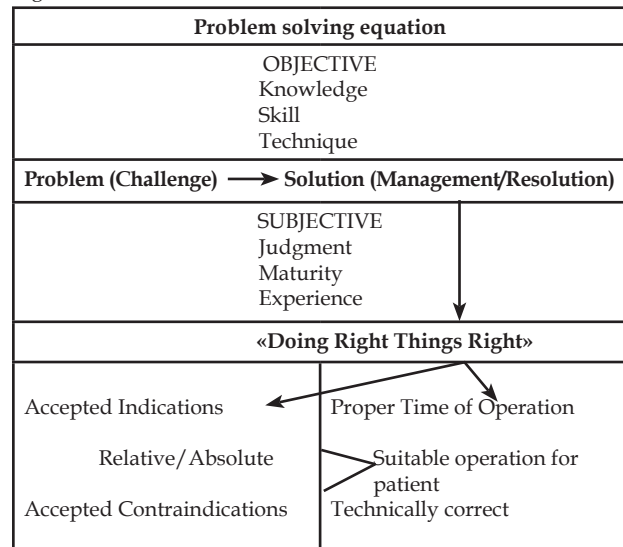 Problem solving equation
OBJECTIVE
Knowledge
Skill
Technique
Problem (Challenge) Solution (Management/Resolution)
SUBJECTIVE
Judgment
Maturity
Experience
«Doing Right Things Right»
Accepted Indications
Proper Time of Operation
Relative/Absolute
Suitable operation for
patient
Accepted Contraindications
Technically correct